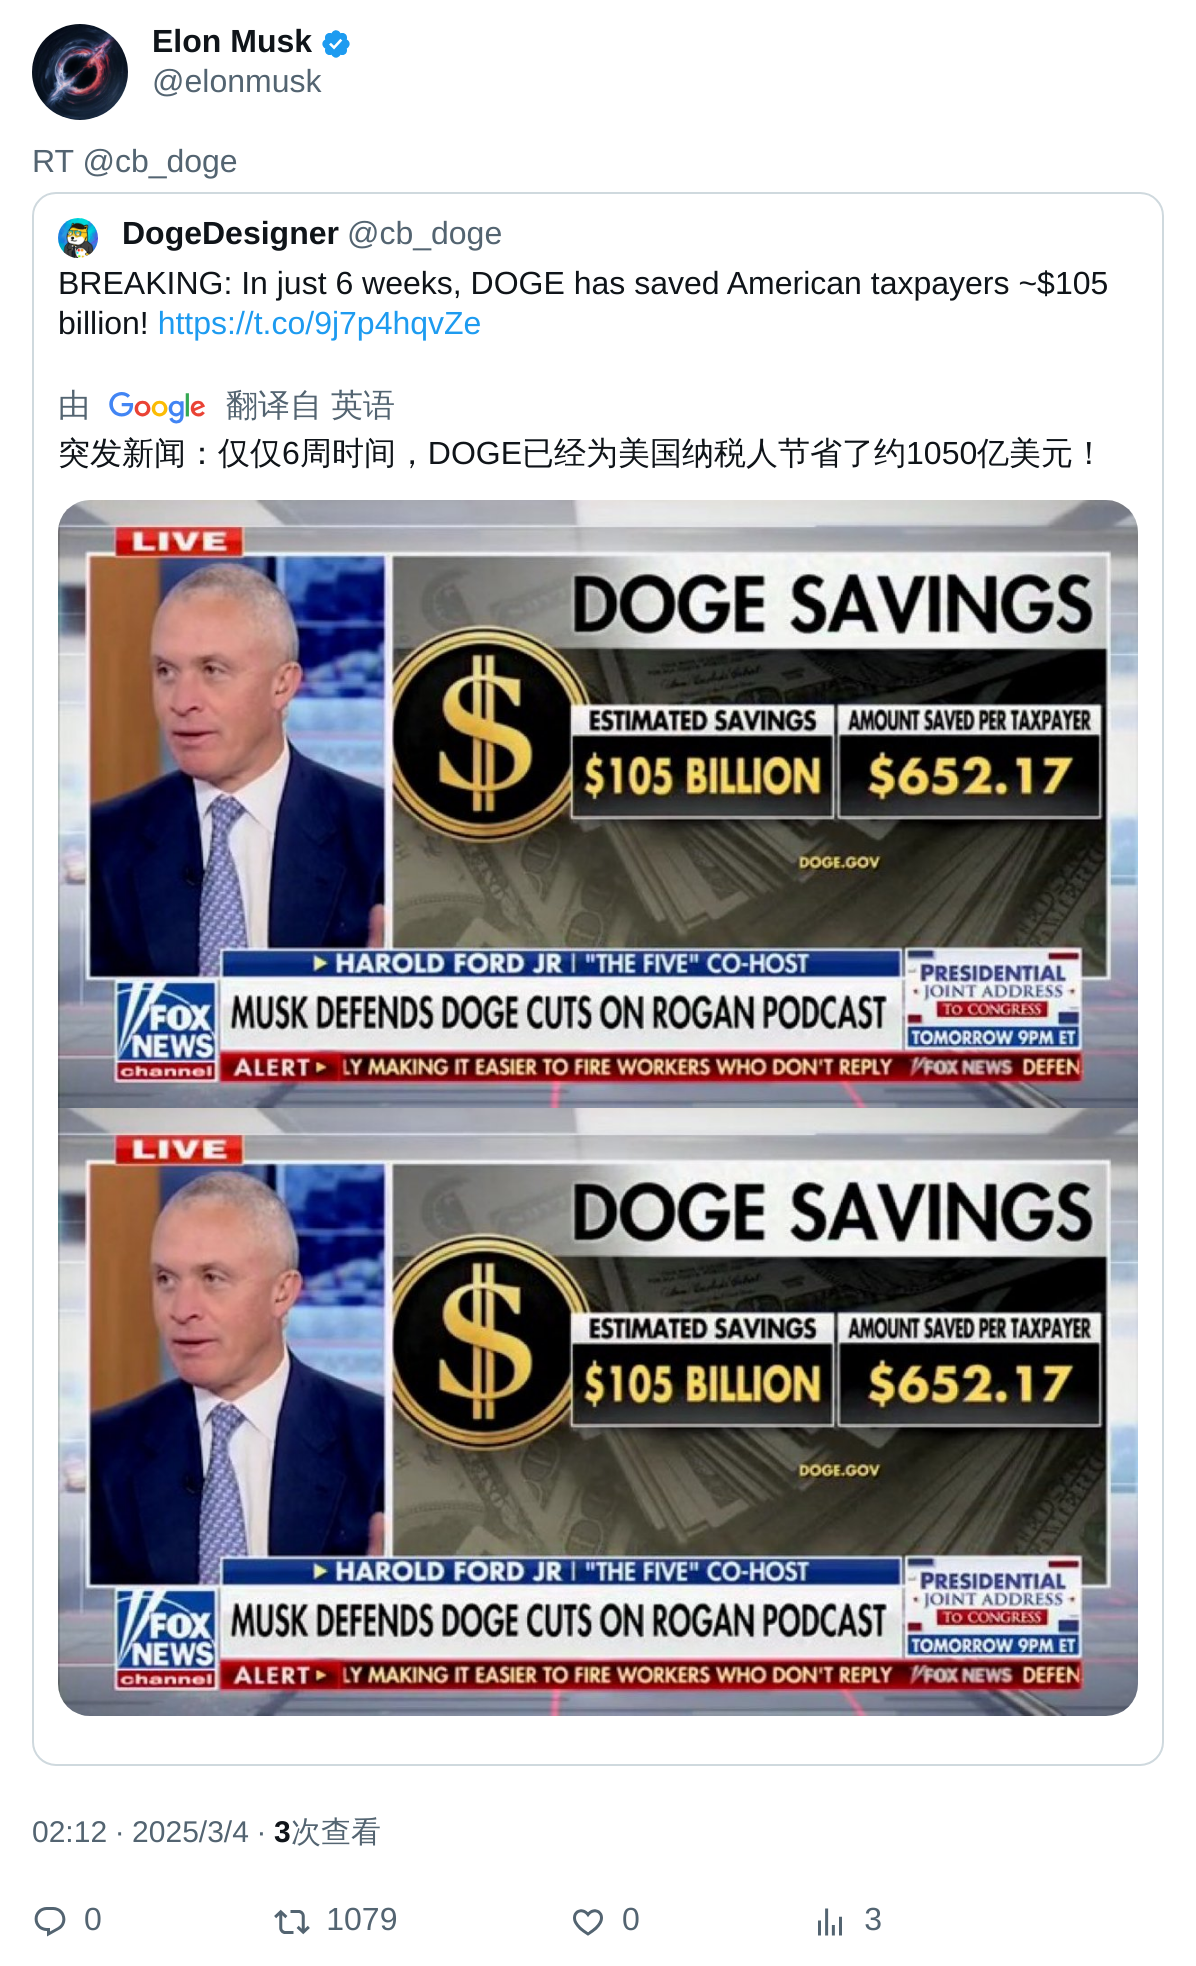 Elon Musk
@elonmusk
RT @cb_doge
DogeDesigner @cb_doge
BREAKING: In just 6 weeks, DOGE has saved American taxpayers ~$105
billion! https://t.co/9j7p4hqvZe
由 Google 翻译自 英语
突发新闻：仅仅6周时间，DOGE已经为美国纳税人节省了约1050亿美元！
LIVE
DOGE SAVINGS
ESTIMATED SAVINGS
AMOUNT SAVED PER TAXPAYER
$105 BILLION
$652.17
DOGE.GOV
HAROLD FORD JR | "THE FIVE" CO-HOST
MUSK DEFENDS DOGE CUTS ON ROGAN PODCAST
PRESIDENTIAL
JOINT ADDRESS
TO CONGRESS
TOMORROW 9PM ET
FOX
NEWS
channel
ALERT LY MAKING IT EASIER TO FIRE WORKERS WHO DON'T REPLY FOX NEWS DEFEN
LIVE
DOGE SAVINGS
ESTIMATED SAVINGS
AMOUNT SAVED PER TAXPAYER
$105 BILLION
$652.17
DOGE.GOV
HAROLD FORD JR | "THE FIVE" CO-HOST
MUSK DEFENDS DOGE CUTS ON ROGAN PODCAST
PRESIDENTIAL
JOINT ADDRESS
TO CONGRESS
TOMORROW 9PM ET
FOX
NEWS
channel
ALERT LY MAKING IT EASIER TO FIRE WORKERS WHO DON'T REPLY FOX NEWS DEFEN
02:12 · 2025/3/4 · 3次查看
0 1079 0 3